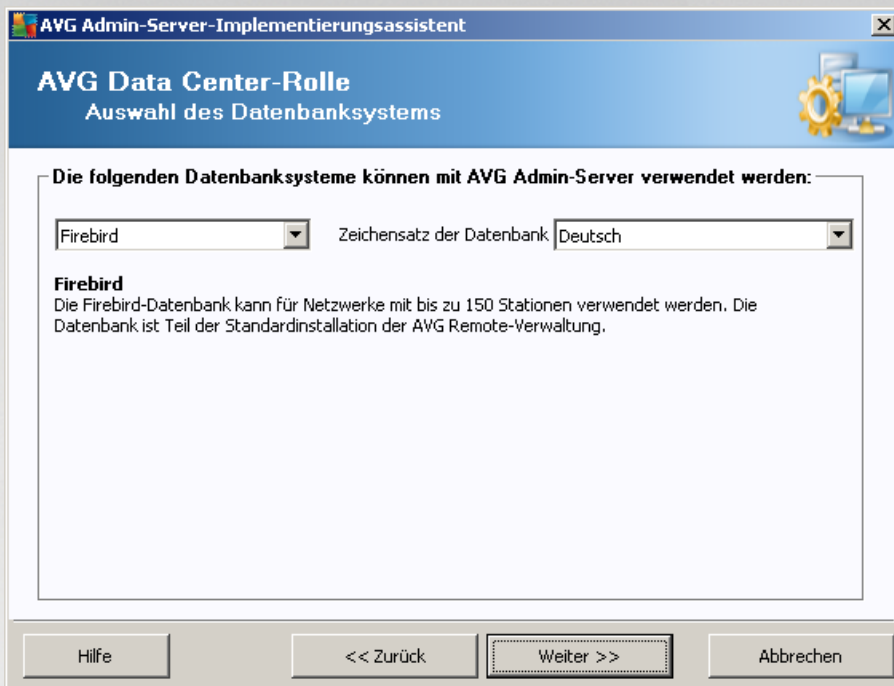 AVG Admin-Server-Implementierungsassistent
AVG Data Center-Rolle
Auswahl des Datenbanksystems
Die folgenden Datenbanksysteme können mit AVG Admin-Server verwendet werden:
Firebird Zeichensatz der Datenbank Deutsch
Firebird
Die Firebird-Datenbank kann für Netzwerke mit bis zu 150 Stationen verwendet werden. Die
Datenbank ist Teil der Standardinstallation der AVG Remote-Verwaltung.
Hilfe << Zurück Weiter >> Abbrechen